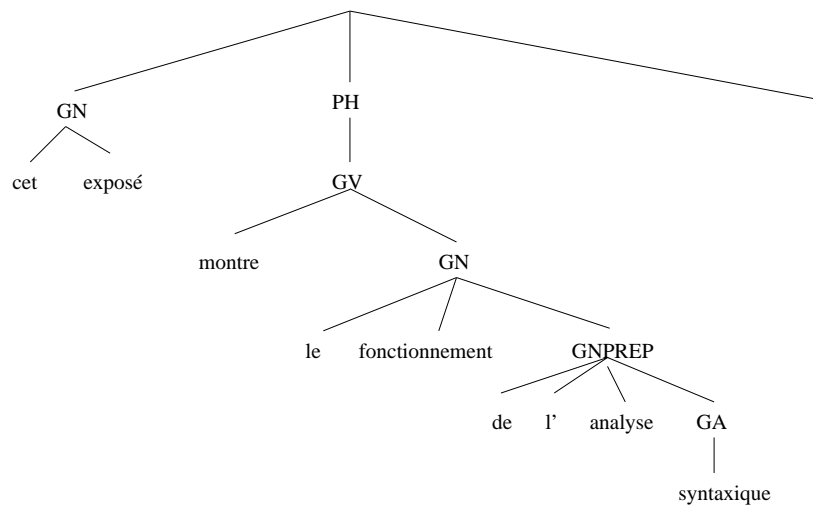 PH
GN
cet exposé
GV
montre
GN
le fonctionnement GNPREP
de l’ analyse GA
syntaxique